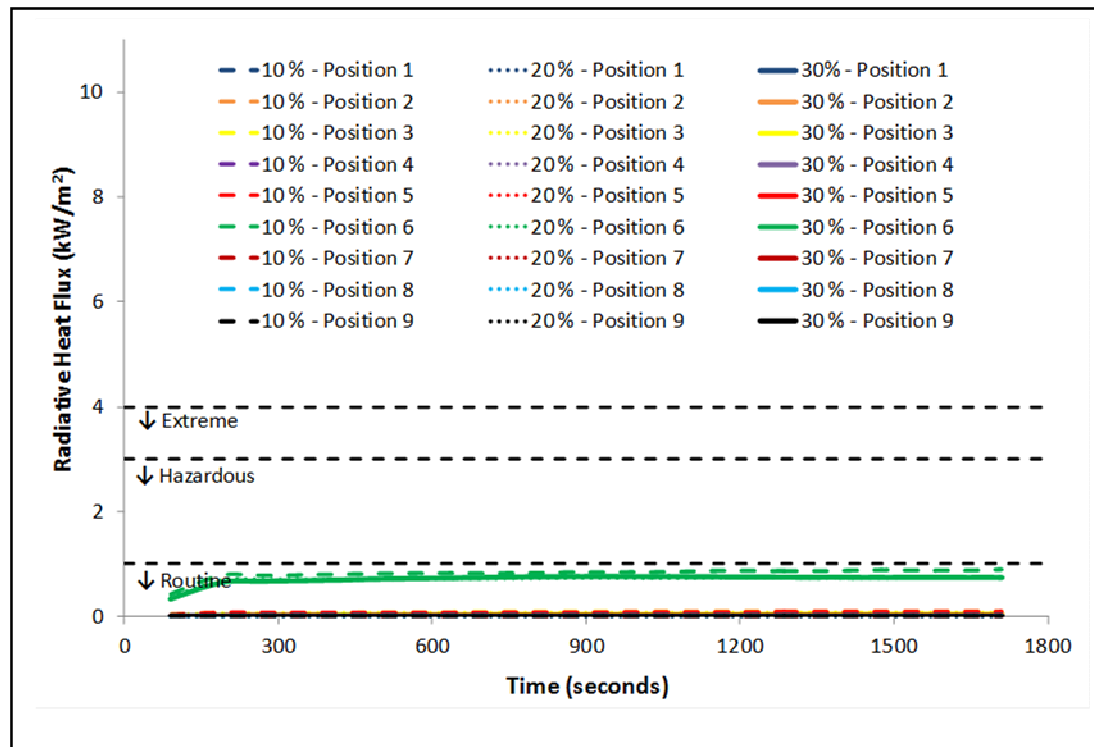 10% - Position 1 20% - Position 1 30% - Position 1
10% - Position 2 20% - Position 2 30% - Position 2
10% - Position 3 20% - Position 3 30% - Position 3
10% - Position 4 20% - Position 4 30% - Position 4
10% - Position 5 20% - Position 5 30% - Position 5
10% - Position 6 20% - Position 6 30% - Position 6
10% - Position 7 20% - Position 7 30% - Position 7
10% - Position 8 20% - Position 8 30% - Position 8
10% - Position 9 20% - Position 9 30% - Position 9
Radiative Heat Flux (kW/m²)
10
8
6
4
↓ Extreme
↓ Hazardous
2
↓ Routine
0
0 300 600 900 1200 1500 1800
Time (seconds)